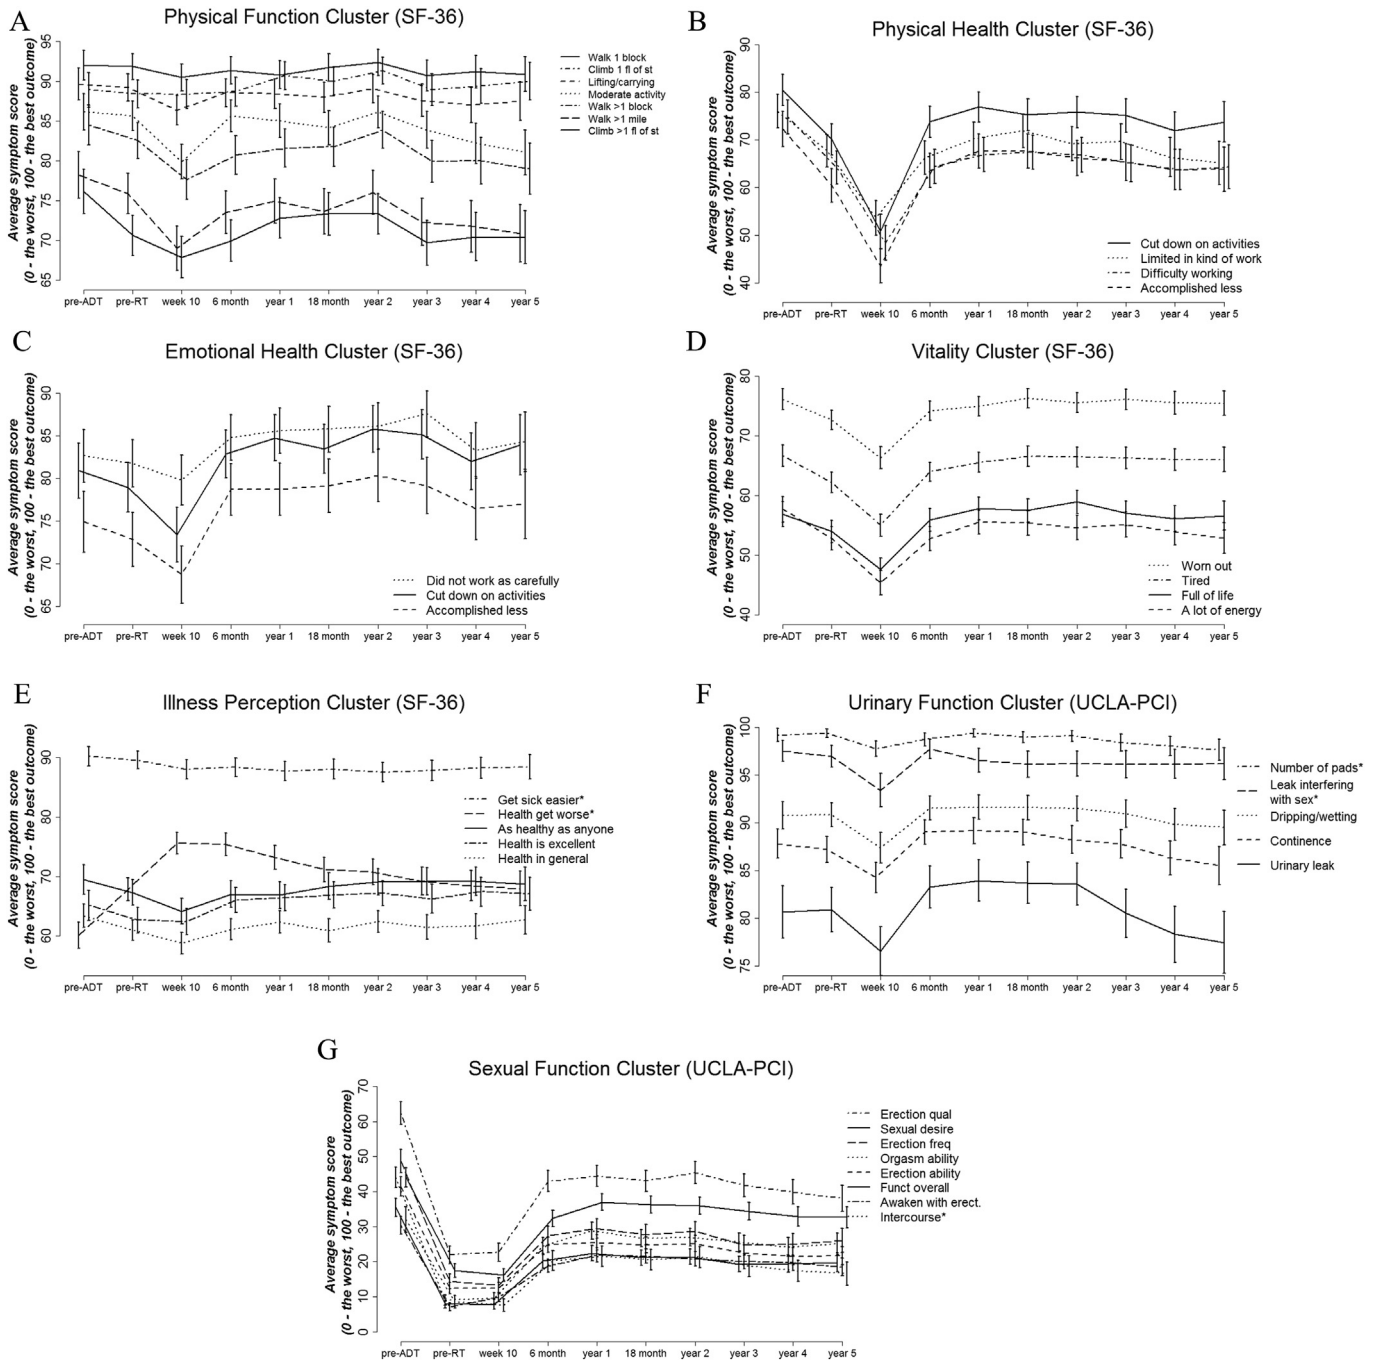 A
Physical Function Cluster (SF-36)
Average symptom score
(0 - the worst, 100 - the best outcome)
95
90
85
80
75
70
65
pre-ADT pre-RT week 10 6 month year 1 18 month year 2 year 3 year 4 year 5
Walk 1 block
Climb 1 fl of st
Lifting/carrying
Moderate activity
Walk >1 block
Walk >1 mile
Climb >1 fl of st
B
Physical Health Cluster (SF-36)
Average symptom score
(0 - the worst, 100 - the best outcome)
90
80
70
60
50
40
pre-ADT pre-RT week 10 6 month year 1 18 month year 2 year 3 year 4 year 5
Cut down on activities
Limited in kind of work
Difficulty working
Accomplished less
C
Emotional Health Cluster (SF-36)
Average symptom score
(0 - the worst, 100 - the best outcome)
90
85
80
75
70
65
pre-ADT pre-RT week 10 6 month year 1 18 month year 2 year 3 year 4 year 5
Did not work as carefully
Cut down on activities
Accomplished less
D
Vitality Cluster (SF-36)
Average symptom score
(0 - the worst, 100 - the best outcome)
80
70
60
50
40
pre-ADT pre-RT week 10 6 month year 1 18 month year 2 year 3 year 4 year 5
Worn out
Tired
Full of life
A lot of energy
E
Illness Perception Cluster (SF-36)
Average symptom score
(0 - the worst, 100 - the best outcome)
90
80
70
60
pre-ADT pre-RT week 10 6 month year 1 18 month year 2 year 3 year 4 year 5
Get sick easier*
Health get worse*
As healthy as anyone
Health is excellent
Health in general
F
Urinary Function Cluster (UCLA-PCI)
Average symptom score
(0 - the worst, 100 - the best outcome)
100
95
90
85
80
75
pre-ADT pre-RT week 10 6 month year 1 18 month year 2 year 3 year 4 year 5
Number of pads*
Leak interfering
with sex*
Dripping/wetting
Continence
Urinary leak
G
Sexual Function Cluster (UCLA-PCI)
Average symptom score
(0 - the worst, 100 - the best outcome)
70
60
50
40
30
20
10
0
pre-ADT pre-RT week 10 6 month year 1 18 month year 2 year 3 year 4 year 5
Erection qual
Sexual desire
Erection freq
Orgasm ability
Erection ability
Funct overall
Awaken with erect.
Intercourse*